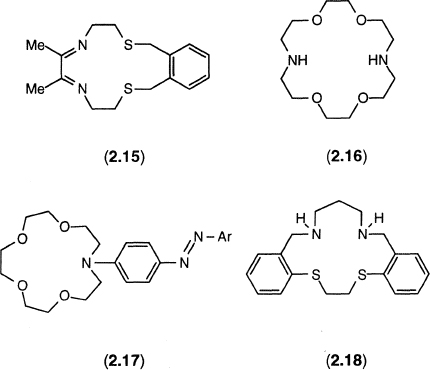 Me N S
Me N S
(2.15)
O O
NH HN
O O
(2.16)
O O
N N=N-Ar
O O
(2.17)
H N N H
S S
(2.18)